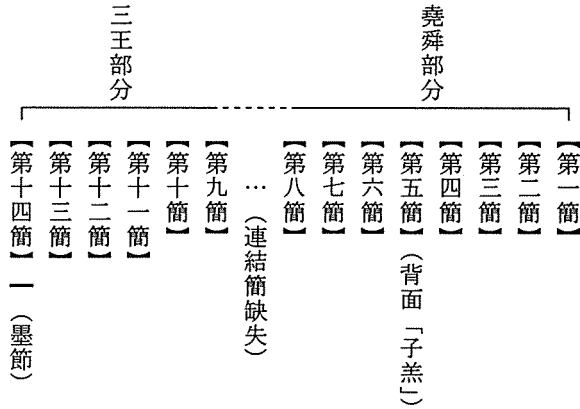 堯舜部分
【第一簡】
【第二簡】
【第三簡】
【第四簡】
【第五簡】（背面「子羔」）
【第六簡】
【第七簡】
【第八簡】
…（連結簡缺失）
【第九簡】
【第十簡】
三王部分
【第十一簡】
【第十二簡】
【第十三簡】
【第十四簡】━（墨節）